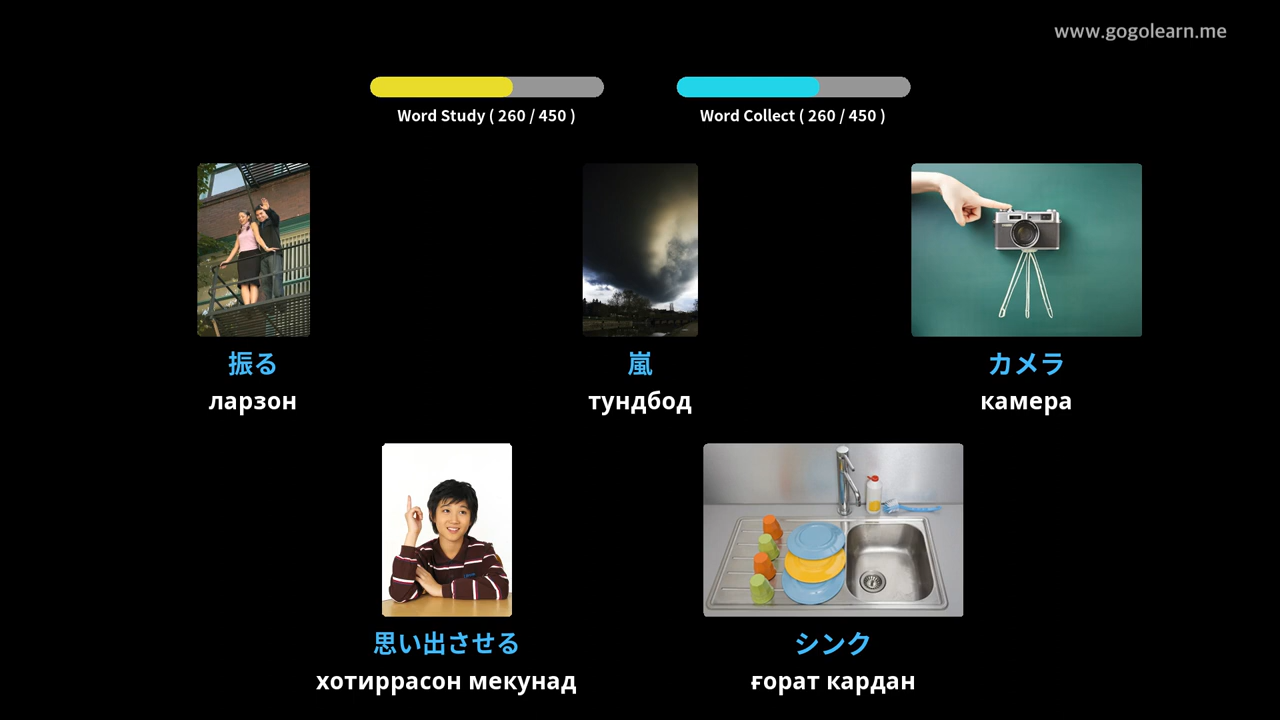 www.gogolearn.me
Word Study ( 260 / 450 )
Word Collect ( 260 / 450 )
振る
ларзон
嵐
тундбод
カメラ
камера
思い出させる
хотиррасон мекунад
シンク
ғорат кардан